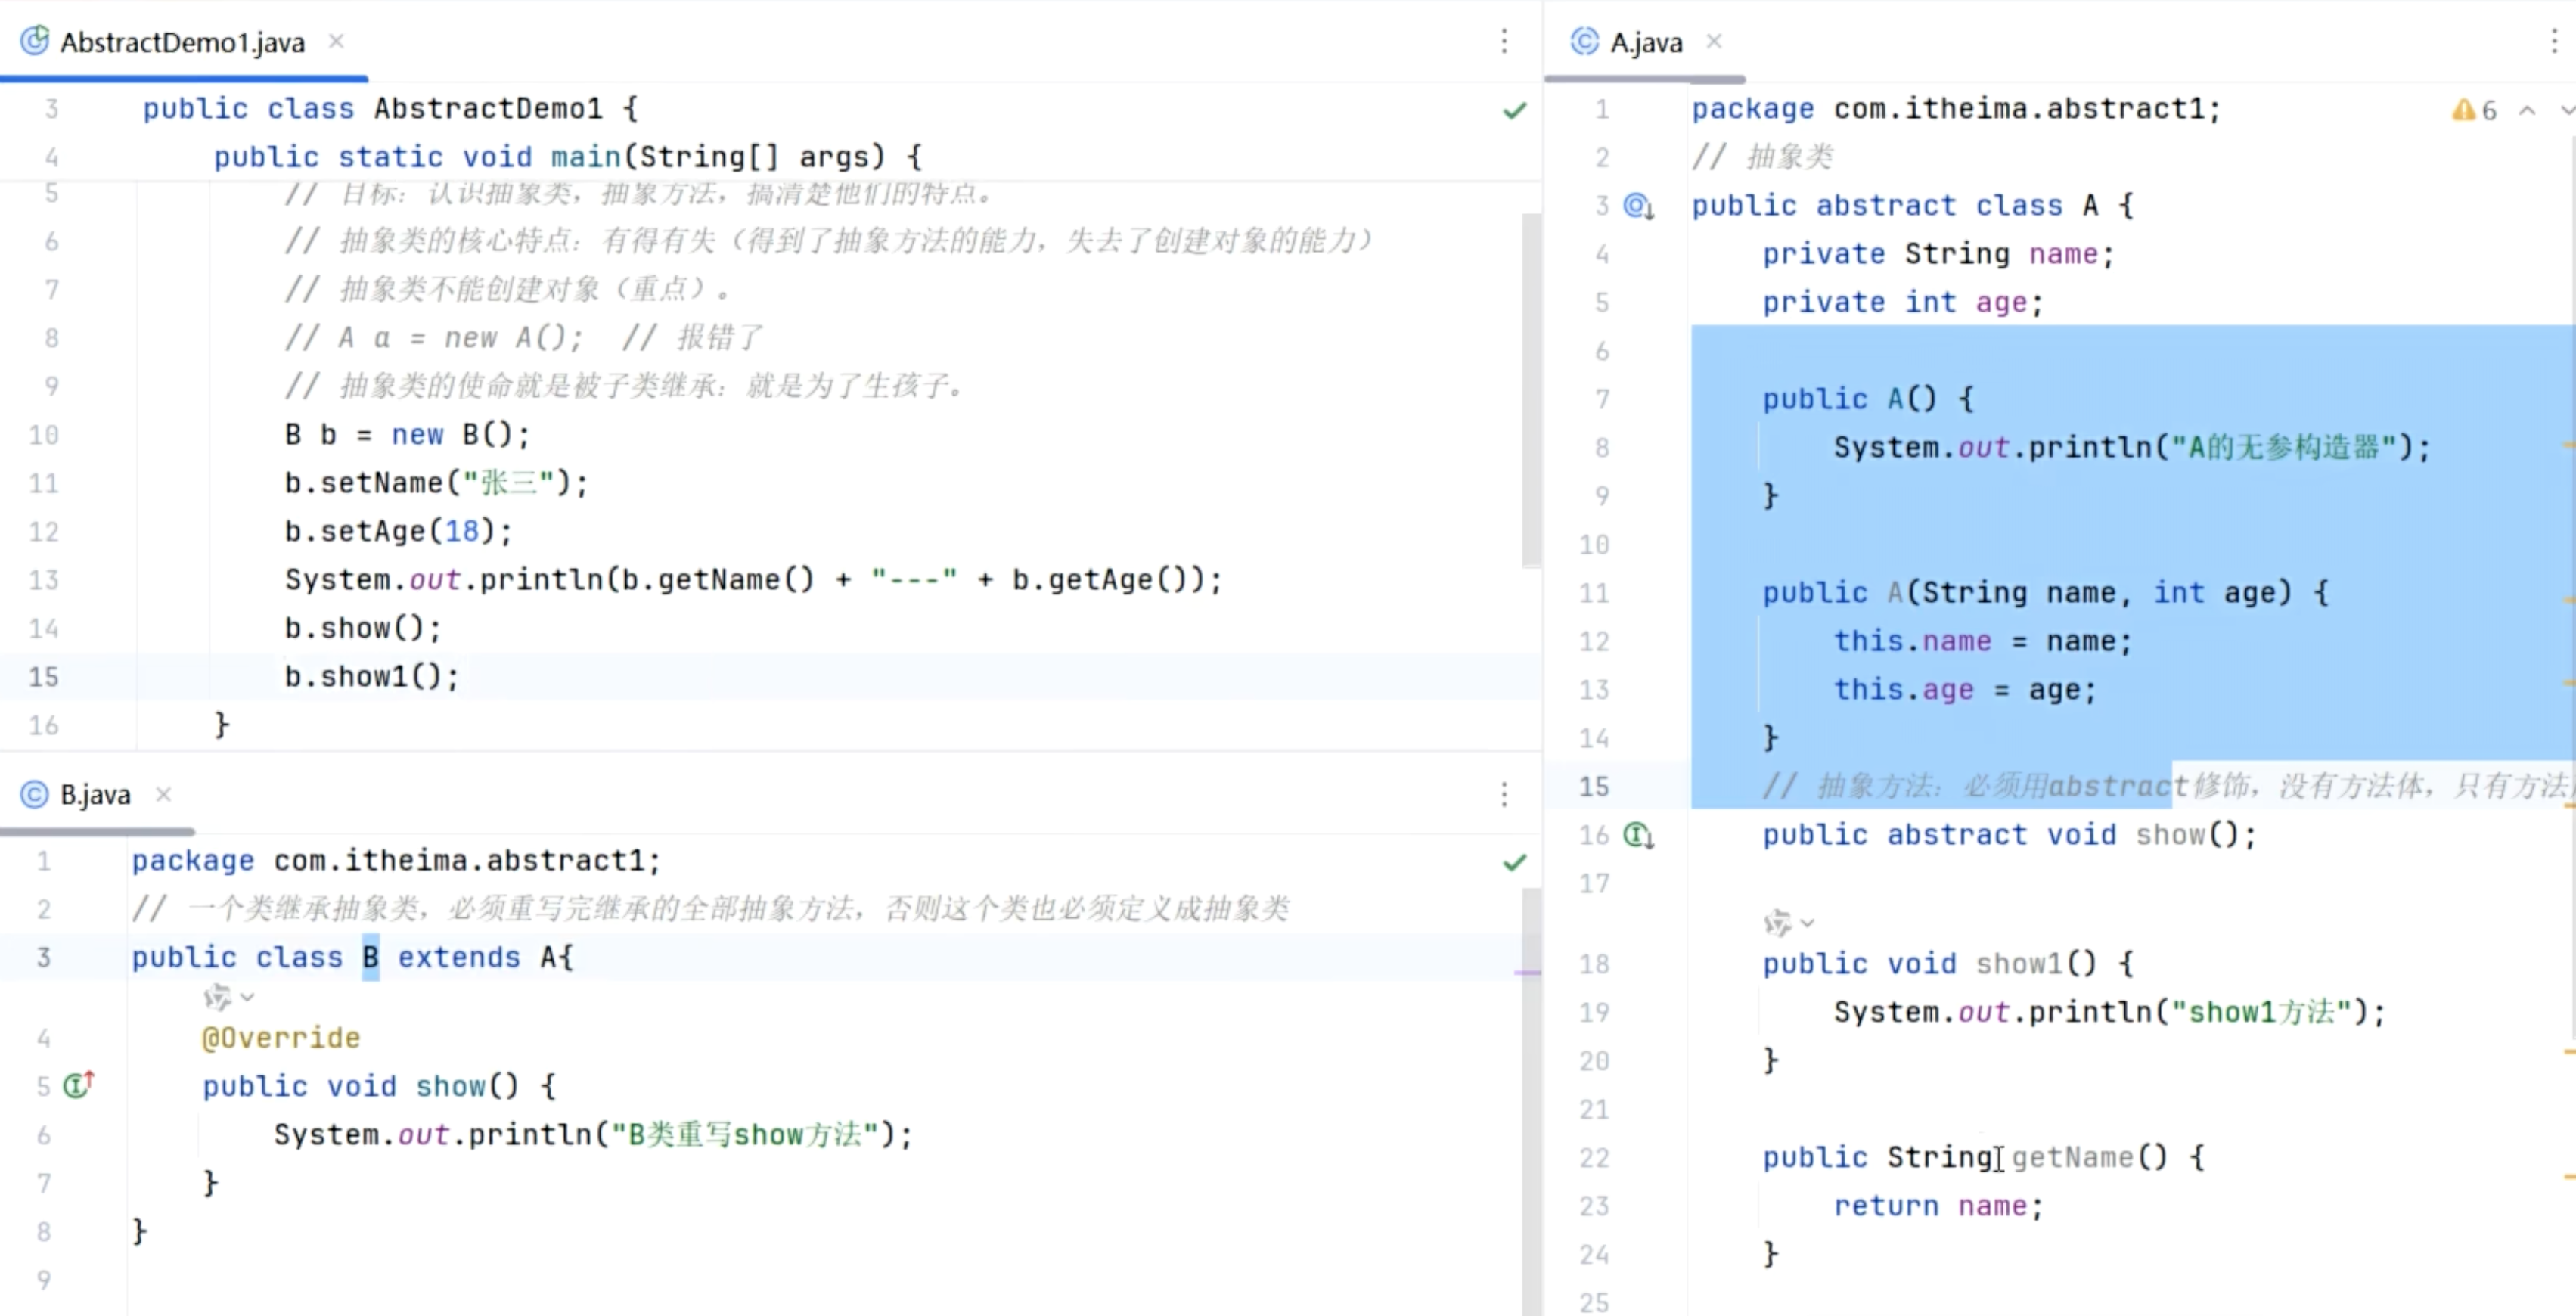 AbstractDemo1.java
3 public class AbstractDemo1 {
4 public static void main(String[] args) {
5 // 目标：认识抽象类，抽象方法，搞清楚他们的特点。
6 // 抽象类的核心特点：有得有失（得到了抽象方法的能力，失去了创建对象的能力）
7 // 抽象类不能创建对象（重点）。
8 // A a = new A();  // 报错了
9 // 抽象类的使命就是被子类继承：就是为了生孩子。
10 B b = new B();
11 b.setName("张三");
12 b.setAge(18);
13 System.out.println(b.getName() + "---" + b.getAge());
14 b.show();
15 b.show1();
16 }
B.java
1 package com.itheima.abstract1;
2 // 一个类继承抽象类，必须重写完继承的全部抽象方法，否则这个类也必须定义成抽象类
3 public class B extends A{
4 @Override
5 public void show() {
6 System.out.println("B类重写show方法");
7 }
8 }
9
A.java
6
1 package com.itheima.abstract1;
2 // 抽象类
3 public abstract class A {
4 private String name;
5 private int age;
6
7 public A() {
8 System.out.println("A的无参构造器");
9 }
10
11 public A(String name, int age) {
12 this.name = name;
13 this.age = age;
14 }
15 // 抽象方法：必须用abstract修饰，没有方法体，只有方法
16 public abstract void show();
17
18 public void show1() {
19 System.out.println("show1方法");
20 }
21
22 public String getName() {
23 return name;
24 }
25